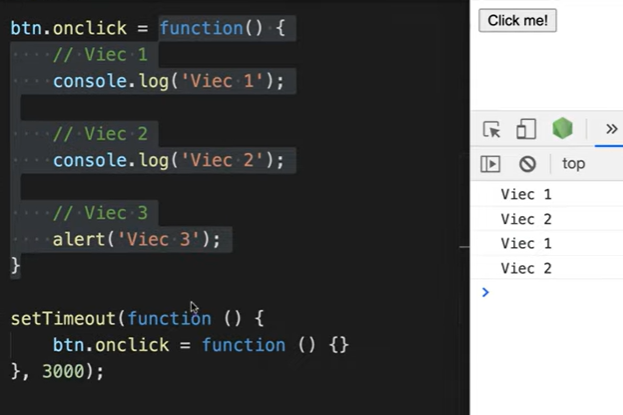 btn.onclick = function() {
// Viec 1
console.log('Viec 1');
// Viec 2
console.log('Viec 2');
// Viec 3
alert('Viec 3');
}
setTimeout(function () {
btn.onclick = function () {}
}, 3000);
Click me!
top
Viec 1
Viec 2
Viec 1
Viec 2